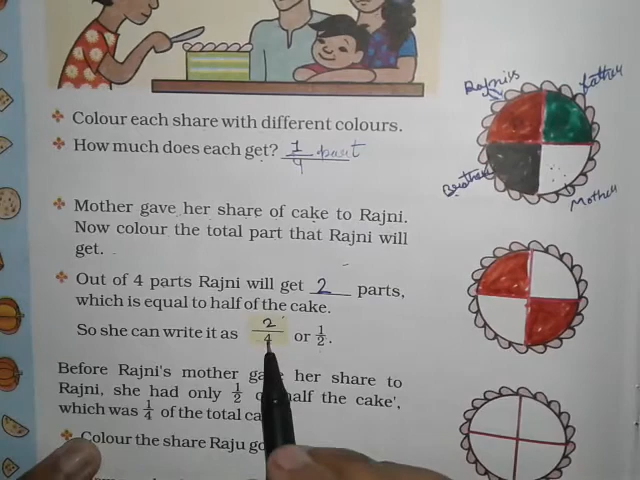 Rajni's
father
Colour each share with different colours.
How much does each get? 1/4 part
Brother
Mother
Mother gave her share of cake to Rajni.
Now colour the total part that Rajni will
get.
Out of 4 parts Rajni will get 2 parts,
which is equal to half of the cake.
So she can write it as 2/4 or 1/2.
Before Rajni's mother her share to
Rajni, she had only 1/2 half the cake',
which was 1/4 of the total
Colour the share Raju